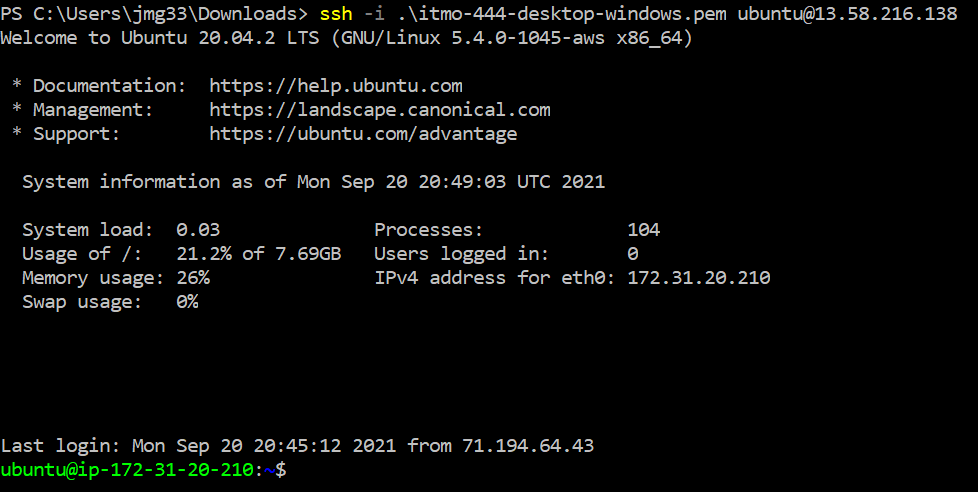 PS C:\Users\jmg33\Downloads> ssh -i .\itmo-444-desktop-windows.pem ubuntu@13.58.216.138
Welcome to Ubuntu 20.04.2 LTS (GNU/Linux 5.4.0-1045-aws x86_64)
* Documentation:  https://help.ubuntu.com
* Management:     https://landscape.canonical.com
* Support:        https://ubuntu.com/advantage
System information as of Mon Sep 20 20:49:03 UTC 2021
System load:  0.03              Processes:             104
Usage of /:   21.2% of 7.69GB   Users logged in:       0
Memory usage: 26%               IPv4 address for eth0: 172.31.20.210
Swap usage:   0%
Last login: Mon Sep 20 20:45:12 2021 from 71.194.64.43
ubuntu@ip-172-31-20-210:~$